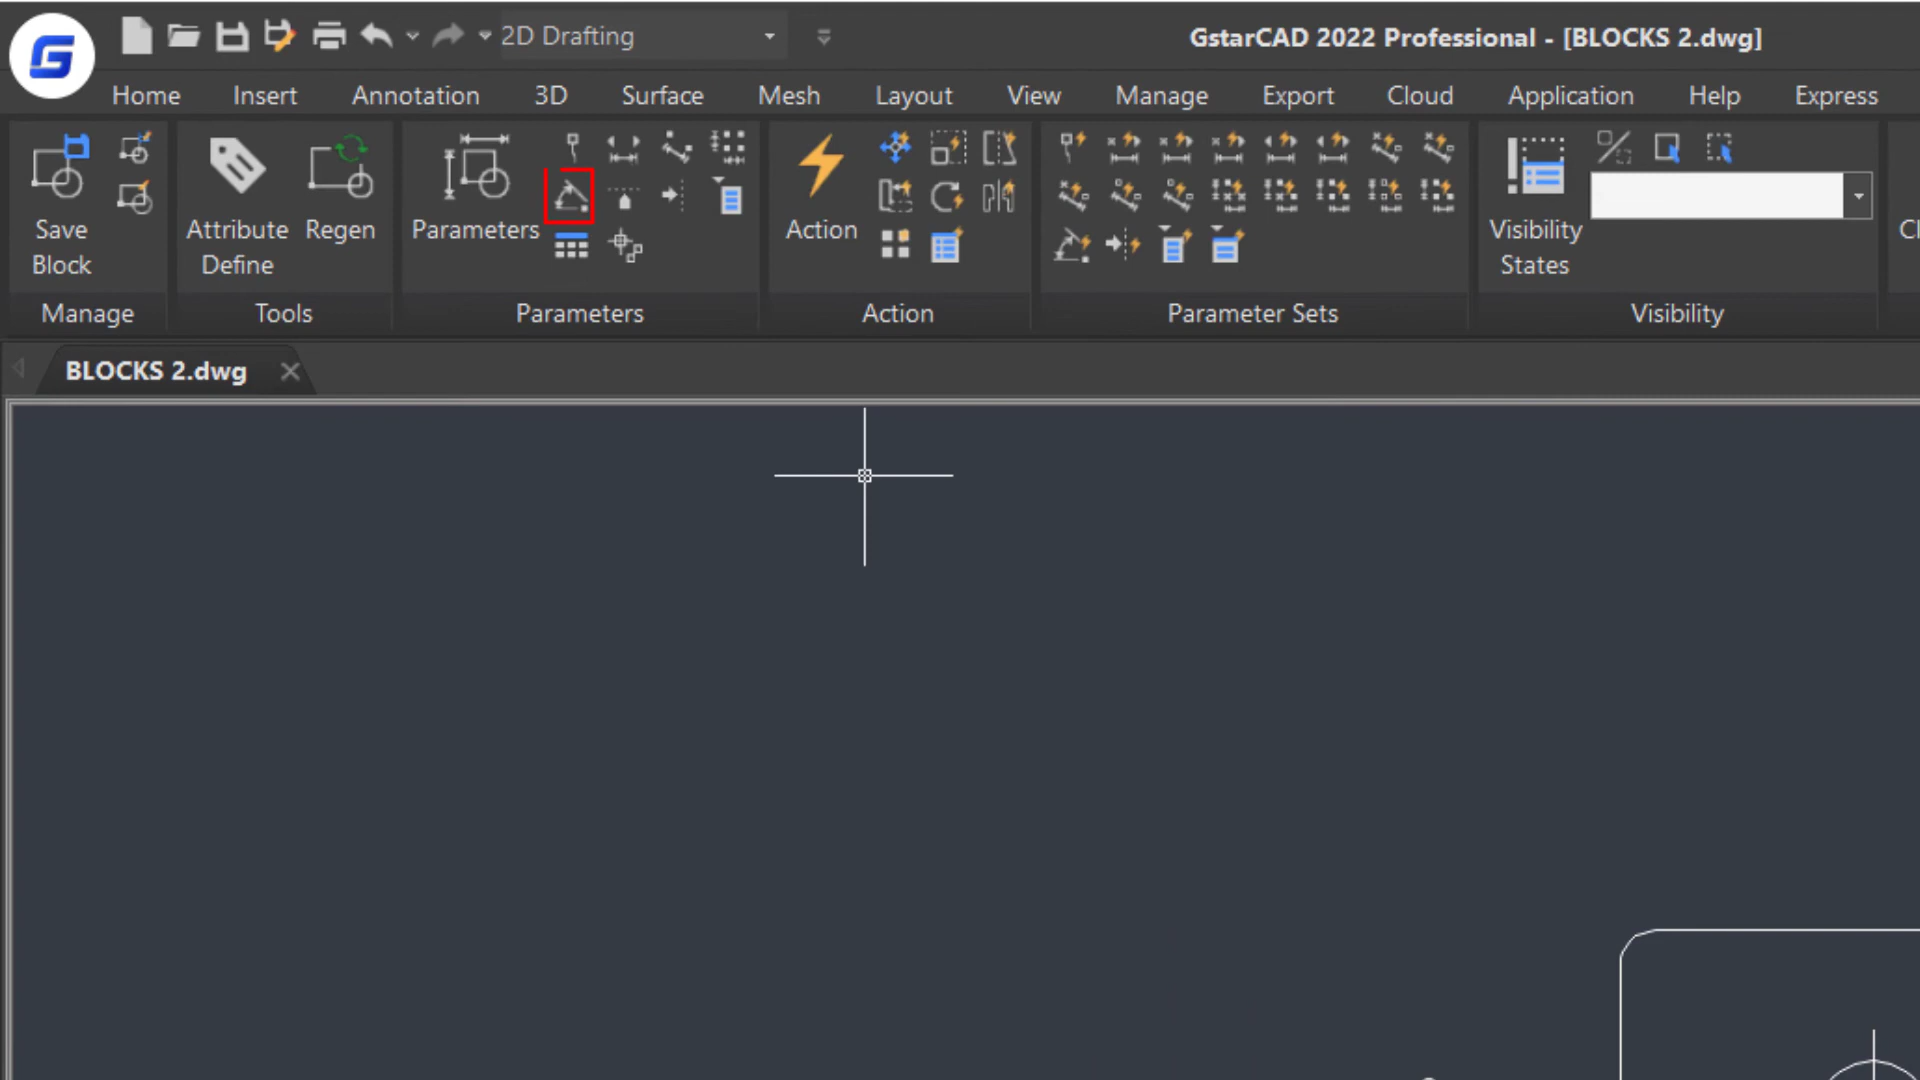 2D Drafting
GstarCAD 2022 Professional - [BLOCKS 2.dwg]
Home Insert Annotation 3D Surface Mesh Layout View Manage Export Cloud Application Help Express
Save Block
Attribute Define
Regen
Parameters
Action
Visibility States
Manage Tools Parameters Action Parameter Sets Visibility
BLOCKS 2.dwg